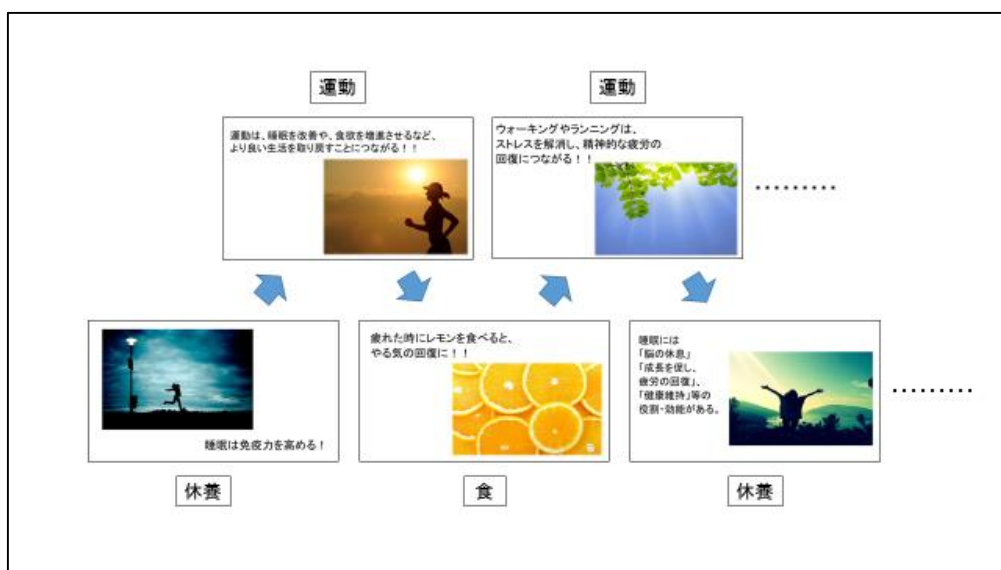 運動
運動
運動は、睡眠を改善や、食欲を増進させるなど、
より良い生活を取り戻すことにつながる！！
ウォーキングやランニングは、
ストレスを解消し、精神的な疲労の
回復につながる！！
………
睡眠は免疫力を高める！
疲れた時にレモンを食べると、
やる気の回復に！！
睡眠には
「脳の休息」
「成長を促し、
疲労の回復」、
「健康維持」等の
役割・効能がある。
………
休養
食
休養